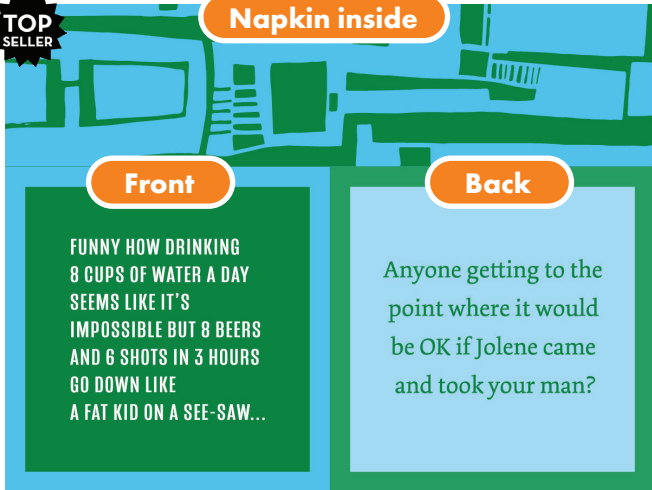 TOP
SELLER
Napkin inside
Front
Back
FUNNY HOW DRINKING
8 CUPS OF WATER A DAY
SEEMS LIKE IT'S
IMPOSSIBLE BUT 8 BEERS
AND 6 SHOTS IN 3 HOURS
GO DOWN LIKE
A FAT KID ON A SEE-SAW...
Anyone getting to the
point where it would
be OK if Jolene came
and took your man?